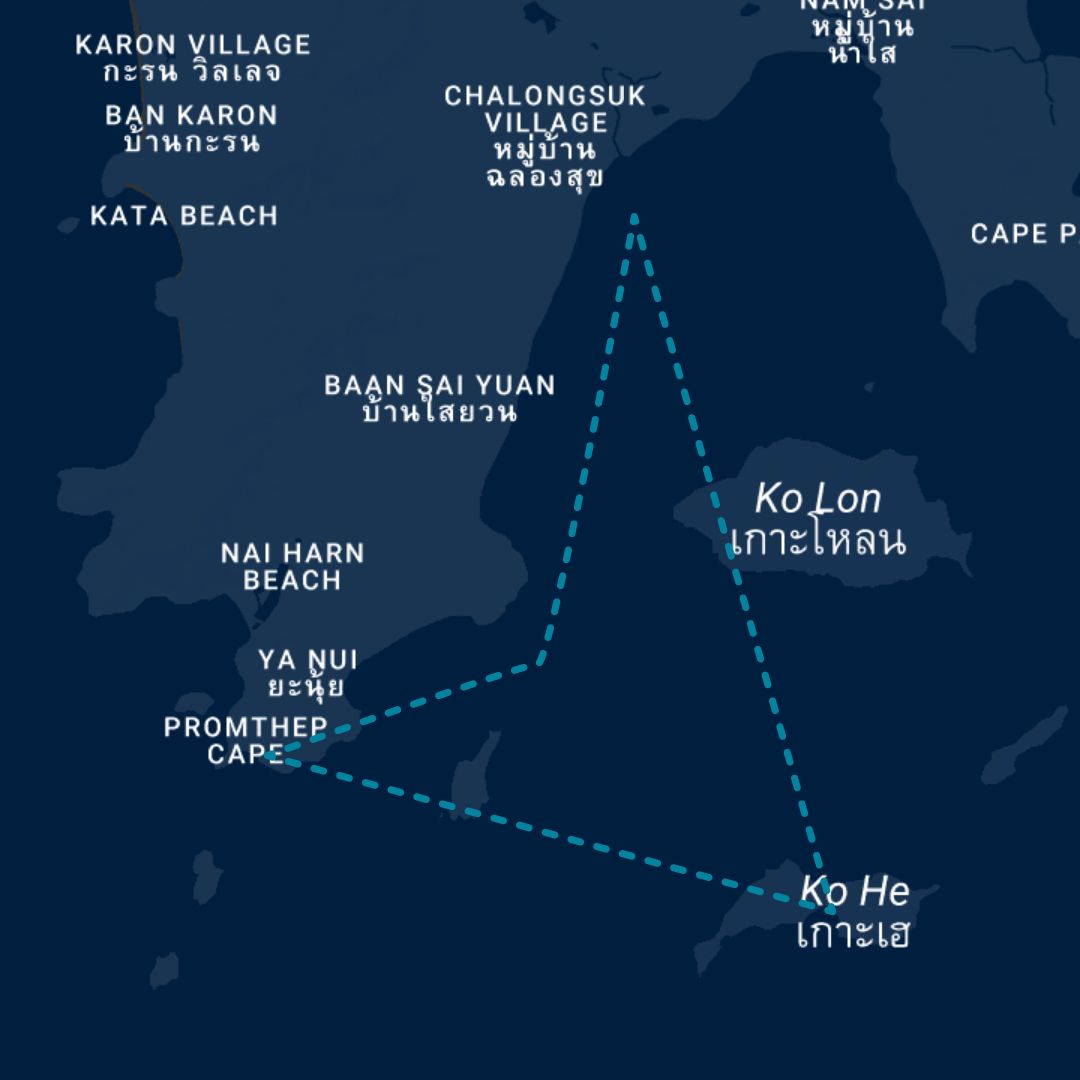 NAM SAI
หมู่บ้าน
น้ำใส
KARON VILLAGE
กะรน วิลเลจ
CHALONGSUK
VILLAGE
หมู่บ้าน
ฉลองสุข
BAN KARON
บ้านกะรน
KATA BEACH
CAPE P
BAAN SAI YUAN
บ้านใสยวน
Ko Lon
เกาะโหลน
NAI HARN
BEACH
YA NUI
ยะนุ้ย
PROMTHEP
CAPE
Ko He
เกาะเฮ